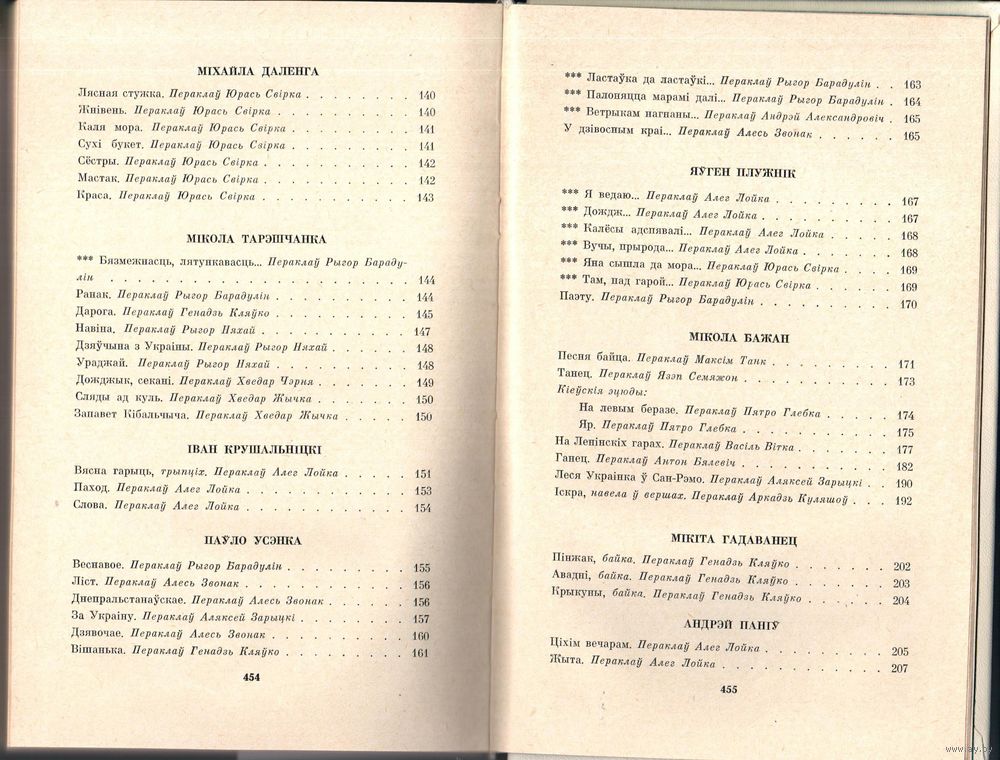 МІХАЙЛА ДАЛЕНГА
Лясная стужка. Пераклаў Юрась Свірка . . . . . . . . 140
Жнівень. Пераклаў Юрась Свірка . . . . . . . . . . 140
Каля мора. Пераклаў Юрась Свірка . . . . . . . . . 141
Сухі букет. Пераклаў Юрась Свірка . . . . . . . . . 141
Сёстры. Пераклаў Юрась Свірка . . . . . . . . . . . 142
Мастак. Пераклаў Юрась Свірка . . . . . . . . . . . 142
Краса. Пераклаў Юрась Свірка . . . . . . . . . . . 143
МІКОЛА ТАРЭШЧАНКА
*** Бязмежнасць, лятункавасць... Пераклаў Рыгор Бараду-
лін . . . . . . . . . . . . . . . . . . . . 144
Ранак. Пераклаў Рыгор Барадулін . . . . . . . . . . 144
Дарога. Пераклаў Генадзь Кляўко . . . . . . . . . . 145
Навіна. Пераклаў Рыгор Няхай . . . . . . . . . . . 147
Дзяўчына з Украіны. Пераклаў Рыгор Няхай . . . . . . 148
Ураджай. Пераклаў Рыгор Няхай . . . . . . . . . . 148
Дожджык, секані. Пераклаў Хведар Чэрня . . . . . . . 149
Сляды ад куль. Пераклаў Хведар Жычка . . . . . . . 150
Запавет Кібальчыча. Пераклаў Хведар Жычка . . . . . . 150
ІВАН КРУШАЛЬНІЦКІ
Вясна гарыць, трыпціх. Пераклаў Алег Лойка . . . . . 151
Паход. Пераклаў Алег Лойка . . . . . . . . . . . . 153
Слова. Пераклаў Алег Лойка . . . . . . . . . . . . 154
ПАЎЛО УСЭНКА
Веснавое. Пераклаў Рыгор Барадулін . . . . . . . . . 155
Ліст. Пераклаў Алесь Звонак . . . . . . . . . . . . 156
Днепральстанаўскае. Пераклаў Алесь Звонак . . . . . . 156
За Украіну. Пераклаў Аляксей Зарыцкі . . . . . . . . 157
Дзявочае. Пераклаў Алесь Звонак . . . . . . . . . . 160
Вішанька. Пераклаў Генадзь Кляўко . . . . . . . . . 161
454
*** Ластаўка да ластаўкі... Пераклаў Рыгор Барадулін . . 163
*** Палоняцца марамі далі... Пераклаў Рыгор Барадулін . 164
*** Ветрыкам нагнаны... Пераклаў Андрэй Александровіч . 165
У дзівосным краі... Пераклаў Алесь Звонак . . . . . . 165
ЯЎГЕН ПЛУЖНІК
*** Я ведаю... Пераклаў Алег Лойка . . . . . . . . . 167
*** Дождж... Пераклаў Алег Лойка . . . . . . . . . . 167
*** Калёсы адспявалі... Пераклаў Алег Лойка . . . . . 168
*** Вучы, прырода... Пераклаў Алег Лойка . . . . . . . 168
*** Яна сышла да мора... Пераклаў Юрась Свірка . . . . 169
*** Там, над гарой... Пераклаў Юрась Свірка . . . . . . 169
Паэту. Пераклаў Рыгор Барадулін . . . . . . . . . . 170
МІКОЛА БАЖАН
Песня байца. Пераклаў Максім Танк . . . . . . . . . 171
Танец. Пераклаў Язэп Семяжон . . . . . . . . . . . 173
Кіеўскія эцюды:
На левым беразе. Пераклаў Пятро Глебка . . . . . . 174
Яр. Пераклаў Пятро Глебка . . . . . . . . . . . 175
На Ленінскіх гарах. Пераклаў Васіль Вітка . . . . . . . 177
Ганец. Пераклаў Антон Бялевіч . . . . . . . . . . . 182
Леся Украінка ў Сан-Рэмо. Пераклаў Аляксей Зарыцкі . . 190
Іскра, навела ў вершах. Пераклаў Аркадзь Куляшоў . . . 192
МІКІТА ГАДАВАНЕЦ
Пінжак, байка. Пераклаў Генадзь Кляўко . . . . . . . 202
Авадні, байка. Пераклаў Генадзь Кляўко . . . . . . . 203
Крыкуны, байка. Пераклаў Генадзь Кляўко . . . . . . 204
АНДРЭЙ ПАНІЎ
Ціхім вечарам. Пераклаў Алег Лойка . . . . . . . . . 205
Жыта. Пераклаў Алег Лойка . . . . . . . . . . . . 207
455
www.ay.by